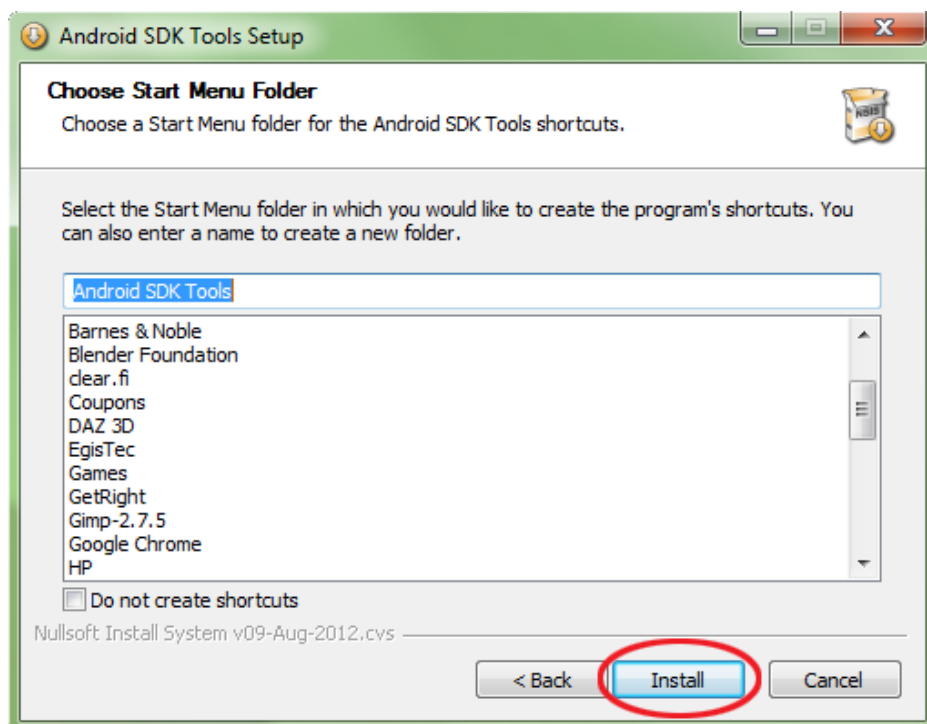 Android SDK Tools Setup
Choose Start Menu Folder
Choose a Start Menu folder for the Android SDK Tools shortcuts.
NSIS
Select the Start Menu folder in which you would like to create the program's shortcuts. You
can also enter a name to create a new folder.
Android SDK Tools
Barnes & Noble
Blender Foundation
clear.fi
Coupons
DAZ 3D
EgisTec
Games
GetRight
Gimp-2.7.5
Google Chrome
HP
Do not create shortcuts
Nullsoft Install System v09-Aug-2012.cvs
< Back
Install
Cancel